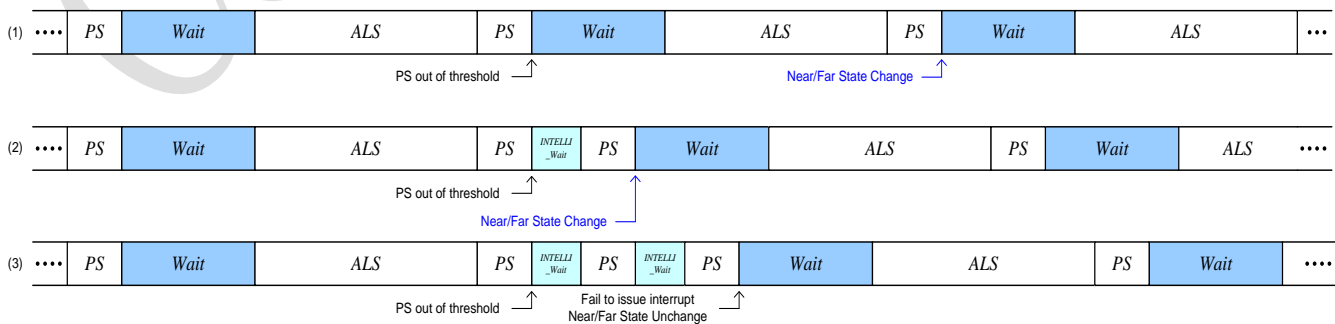 (1) •••• PS Wait ALS PS Wait ALS PS Wait ALS •••
PS out of threshold
Near/Far State Change
(2) •••• PS Wait ALS PS INTELLI _Wait PS Wait ALS PS Wait ALS ••••
PS out of threshold
Near/Far State Change
(3) •••• PS Wait ALS PS INTELLI _Wait PS INTELLI _Wait PS Wait ALS PS Wait ••••
PS out of threshold
Fail to issue interrupt
Near/Far State Unchange